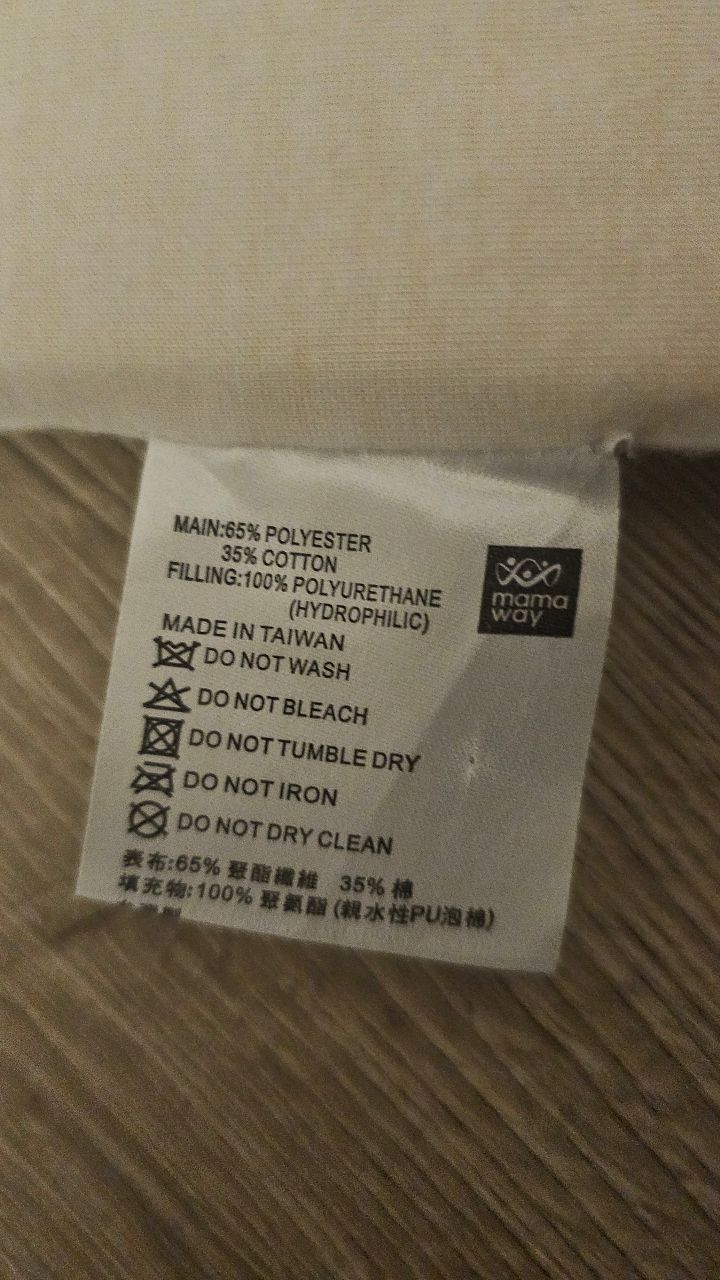 MAIN:65% POLYESTER
35% COTTON
FILLING:100% POLYURETHANE
(HYDROPHILIC)
mama
way
MADE IN TAIWAN
DO NOT WASH
DO NOT BLEACH
DO NOT TUMBLE DRY
DO NOT IRON
DO NOT DRY CLEAN
表布:65% 聚酯纖維 35% 棉
填充物:100% 聚氨酯 (親水性PU泡棉)